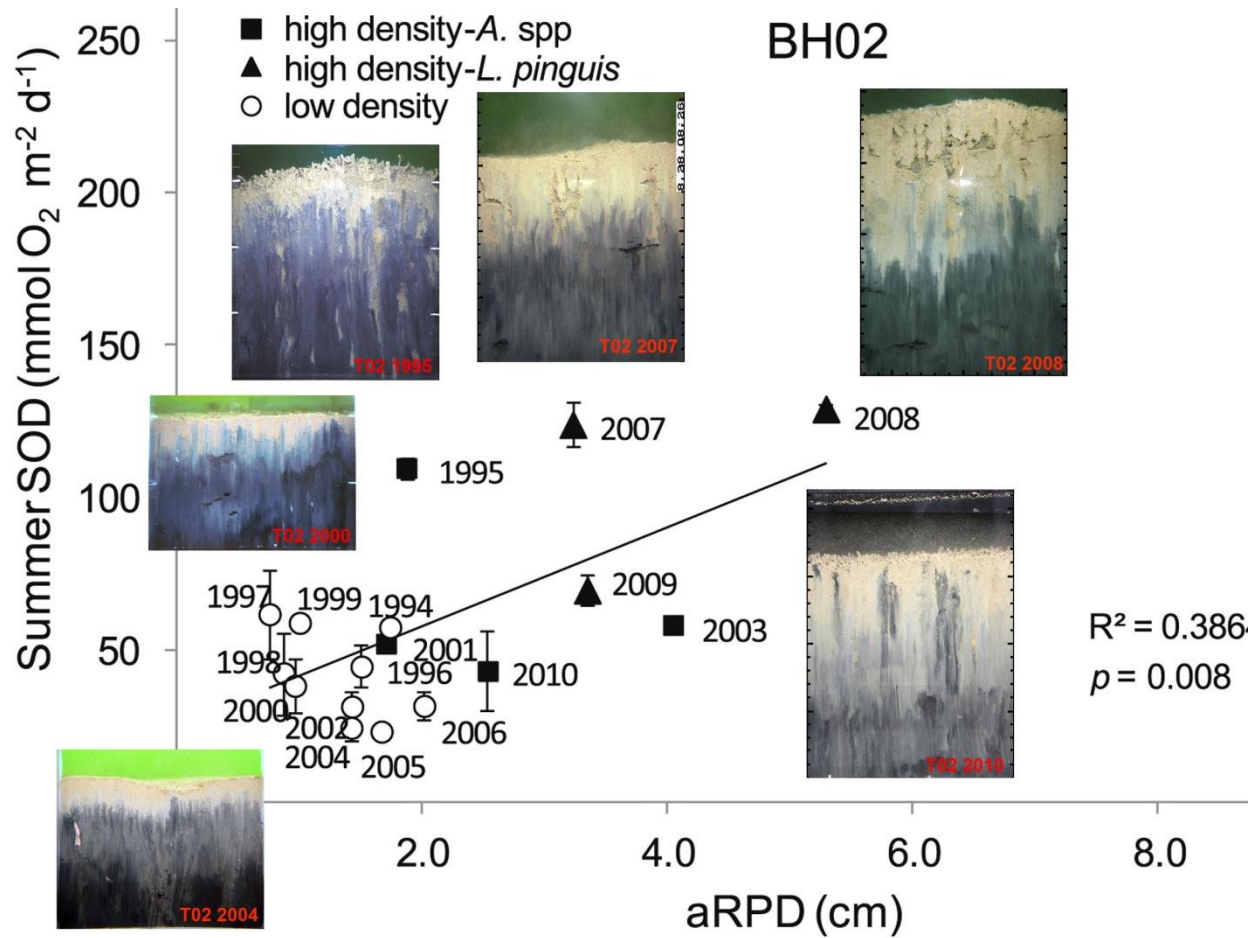 BH02
high density-A. spp
high density-L. pinguis
low density
Summer SOD (mmol O₂ m⁻² d⁻¹)
250
200
150
100
50
T02 1995
T02 2007
T02 2008
T02 2000
T02 2010
T02 2004
2007
2008
1995
1997
1999
1994
2009
2003
2001
1998
1996
2010
2000
2002
2006
2004
2005
R² = 0.386
p = 0.008
2.0
4.0
6.0
8.0
aRPD (cm)